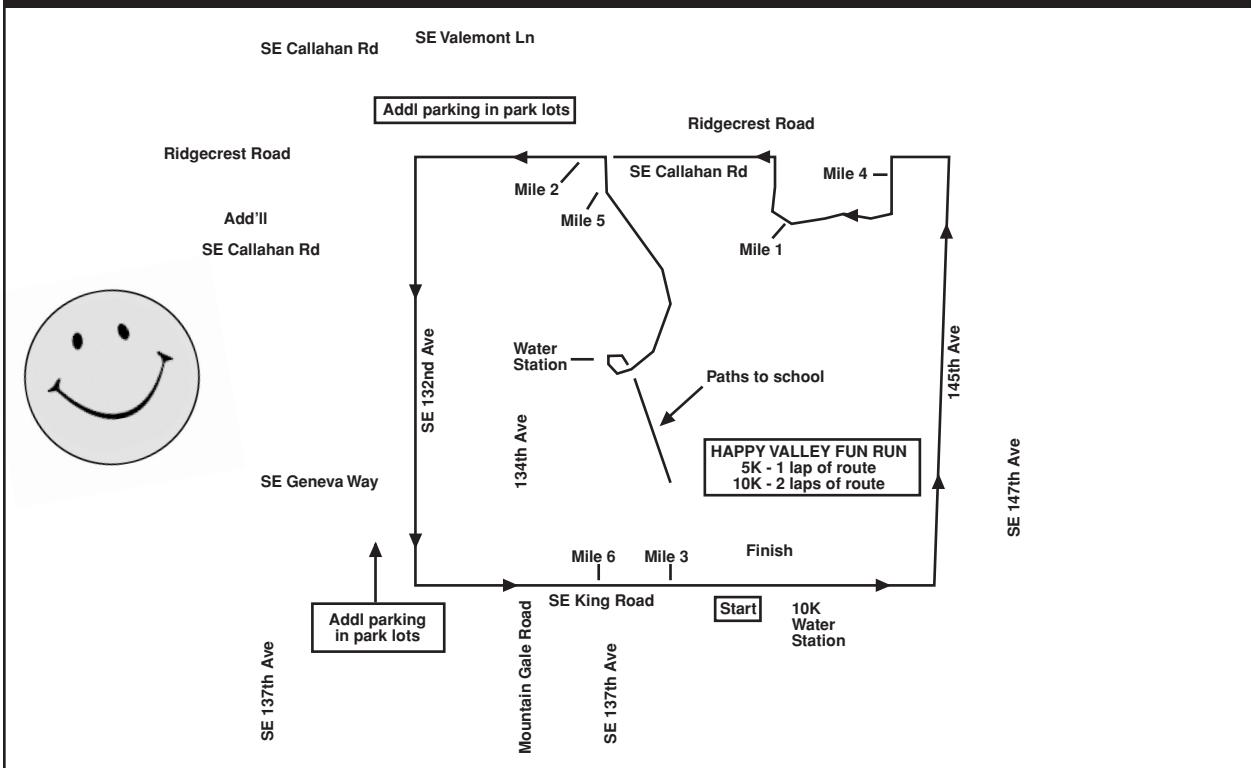 SE Callahan Rd
SE Valemont Ln
Addl parking in park lots
Ridgecrest Road
Ridgecrest Road
SE Callahan Rd
Mile 4
Mile 2
Mile 5
Mile 1
Add'll
SE Callahan Rd
SE 132nd Ave
Water
Station
Paths to school
145th Ave
134th Ave
HAPPY VALLEY FUN RUN
5K - 1 lap of route
10K - 2 laps of route
SE 147th Ave
SE Geneva Way
Finish
Mile 6
Mile 3
SE King Road
Start
10K
Water
Station
Addl parking
in park lots
SE 137th Ave
Mountain Gale Road
SE 137th Ave